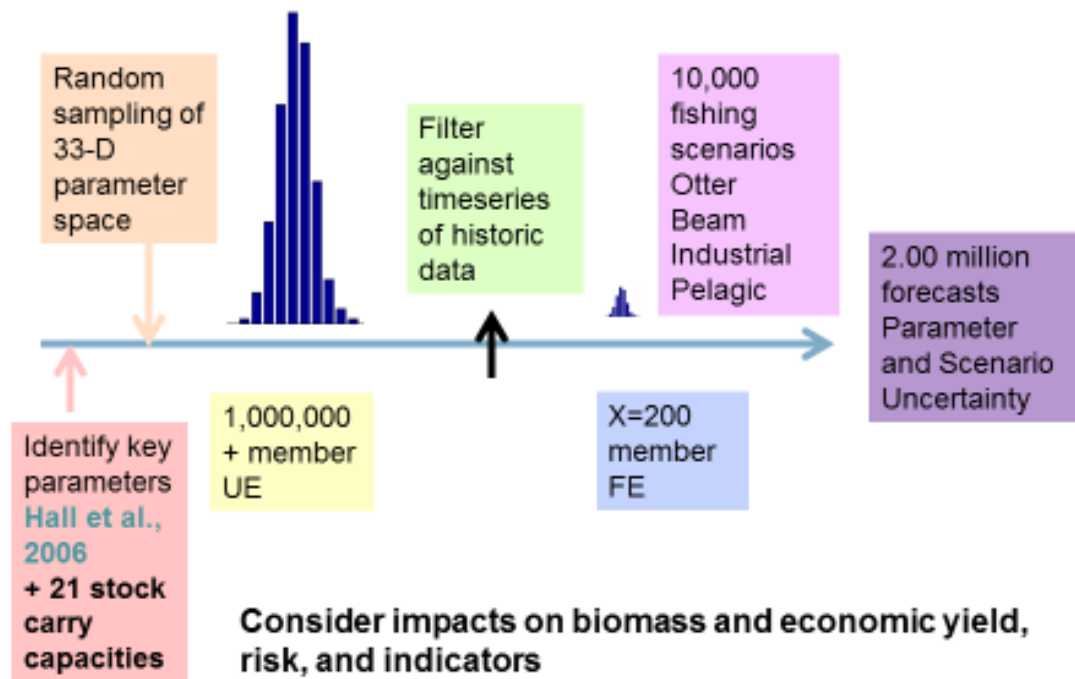 Random
sampling of
33-D
parameter
space
Filter
against
timeseries
of historic
data
10,000
fishing
scenarios
Otter
Beam
Industrial
Pelagic
2.00 million
forecasts
Parameter
and Scenario
Uncertainty
Identify key
parameters
Hall et al.,
2006
+ 21 stock
carry
capacities
1,000,000
+ member
UE
X=200
member
FE
Consider impacts on biomass and economic yield,
risk, and indicators